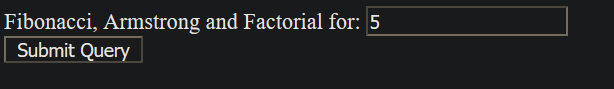 Fibonacci, Armstrong and Factorial for: 5
Submit Query